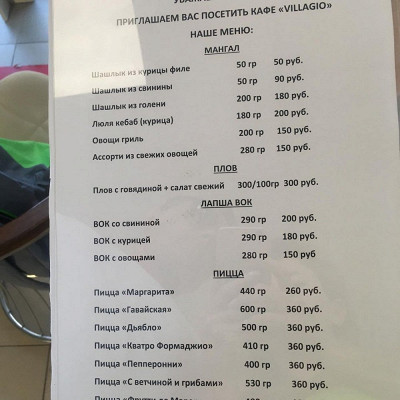 ПРИГЛАШАЕМ ВАС ПОСЕТИТЬ КАФЕ «VILLAGIO»
НАШЕ МЕНЮ:
МАНГАЛ
Шашлык из курицы филе 50 гр 50 руб.
Шашлык из свинины 50 гр 90 руб.
Шашлык из голени 200 гр 180 руб.
Люля кебаб (курица) 180 гр 200 руб.
Овощи гриль 200 гр 150 руб.
Ассорти из свежих овощей 280 гр 150 руб.
ПЛОВ
Плов с говядиной + салат свежий 300/100гр 300 руб.
ЛАПША ВОК
ВОК со свининой 290 гр 200 руб.
ВОК с курицей 290 гр 180 руб.
ВОК с овощами 280 гр 150 руб
ПИЦЦА
Пицца «Маргарита» 440 гр 260 руб.
Пицца «Гавайская» 600 гр 360 руб.
Пицца «Дьябло» 500 гр 360 руб.
Пицца «Кватро Формаджио» 410 гр 360 руб.
Пицца «Пепперонни» 400 гр 360 руб.
Пицца «С ветчиной и грибами» 530 гр 360 руб.